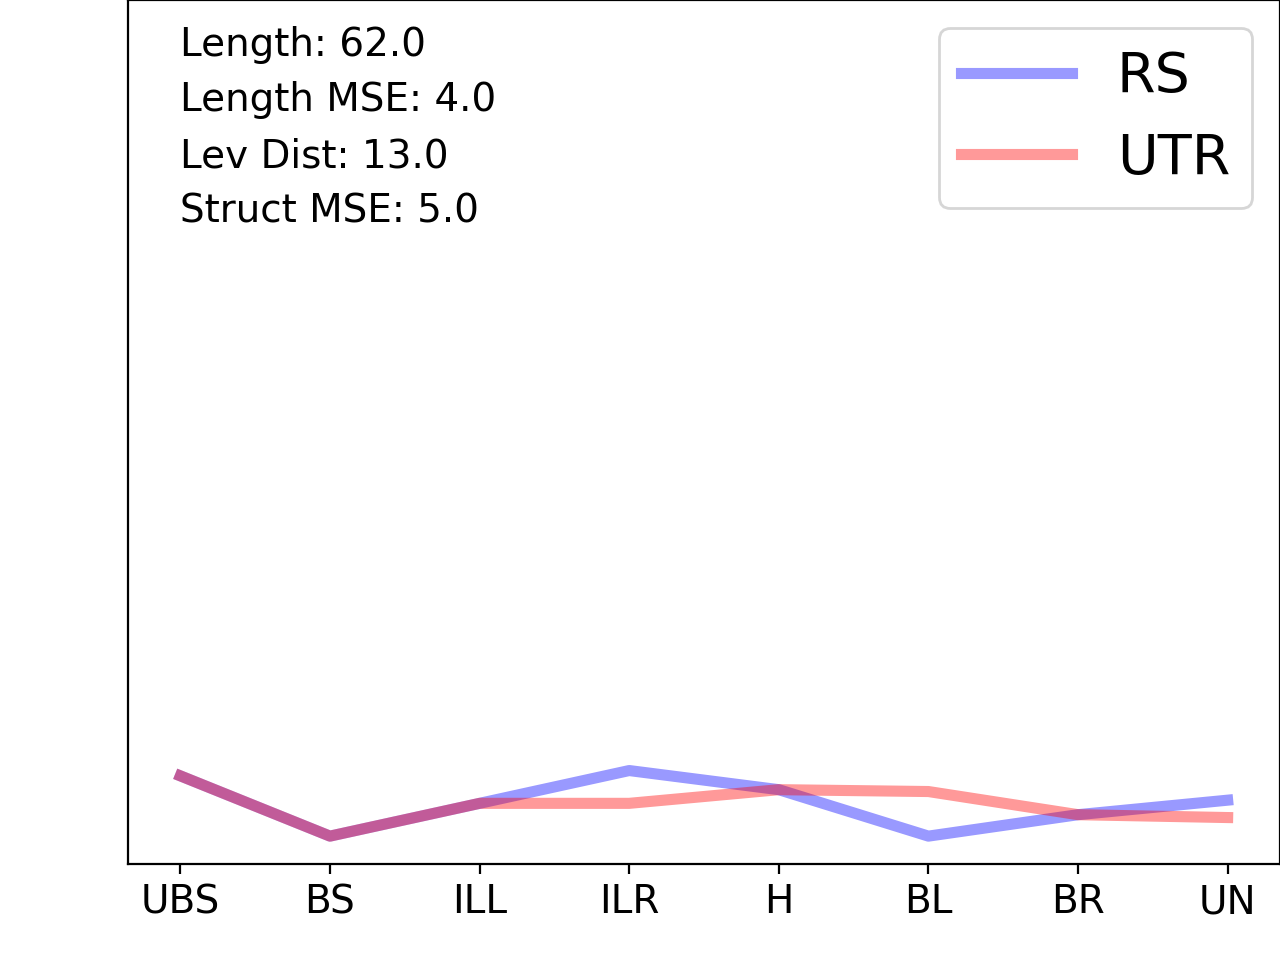 Length: 62.0
Length MSE: 4.0
Lev Dist: 13.0
Struct MSE: 5.0
RS
UTR
UBS BS ILL ILR H BL BR UN